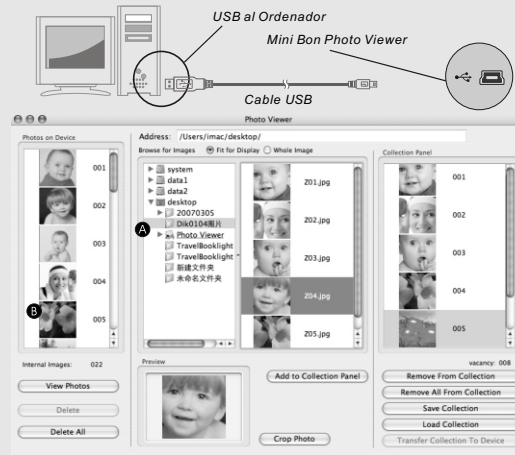 USB al Ordenador
Mini Bon Photo Viewer
Cable USB
Photo Viewer
Photos on Device
001
002
003
004
005
Internal Images: 022
View Photos
Delete
Delete All
Address: /Users/imac/desktop/
Browse for Images Fit for Display Whole Image
system
data1
data2
desktop
20070305
A
Dik0104图片
Photo Viewer
TravelBooklight
TravelBooklight
新建文件夹
未命名文件夹
B
Z01.jpg
Z02.jpg
Z03.jpg
Z04.jpg
Z05.jpg
Preview
Add to Collection Panel
Crop Photo
Collection Panel
001
002
003
004
005
vacancy: 008
Remove From Collection
Remove All From Collection
Save Collection
Load Collection
Transfer Collection To Device